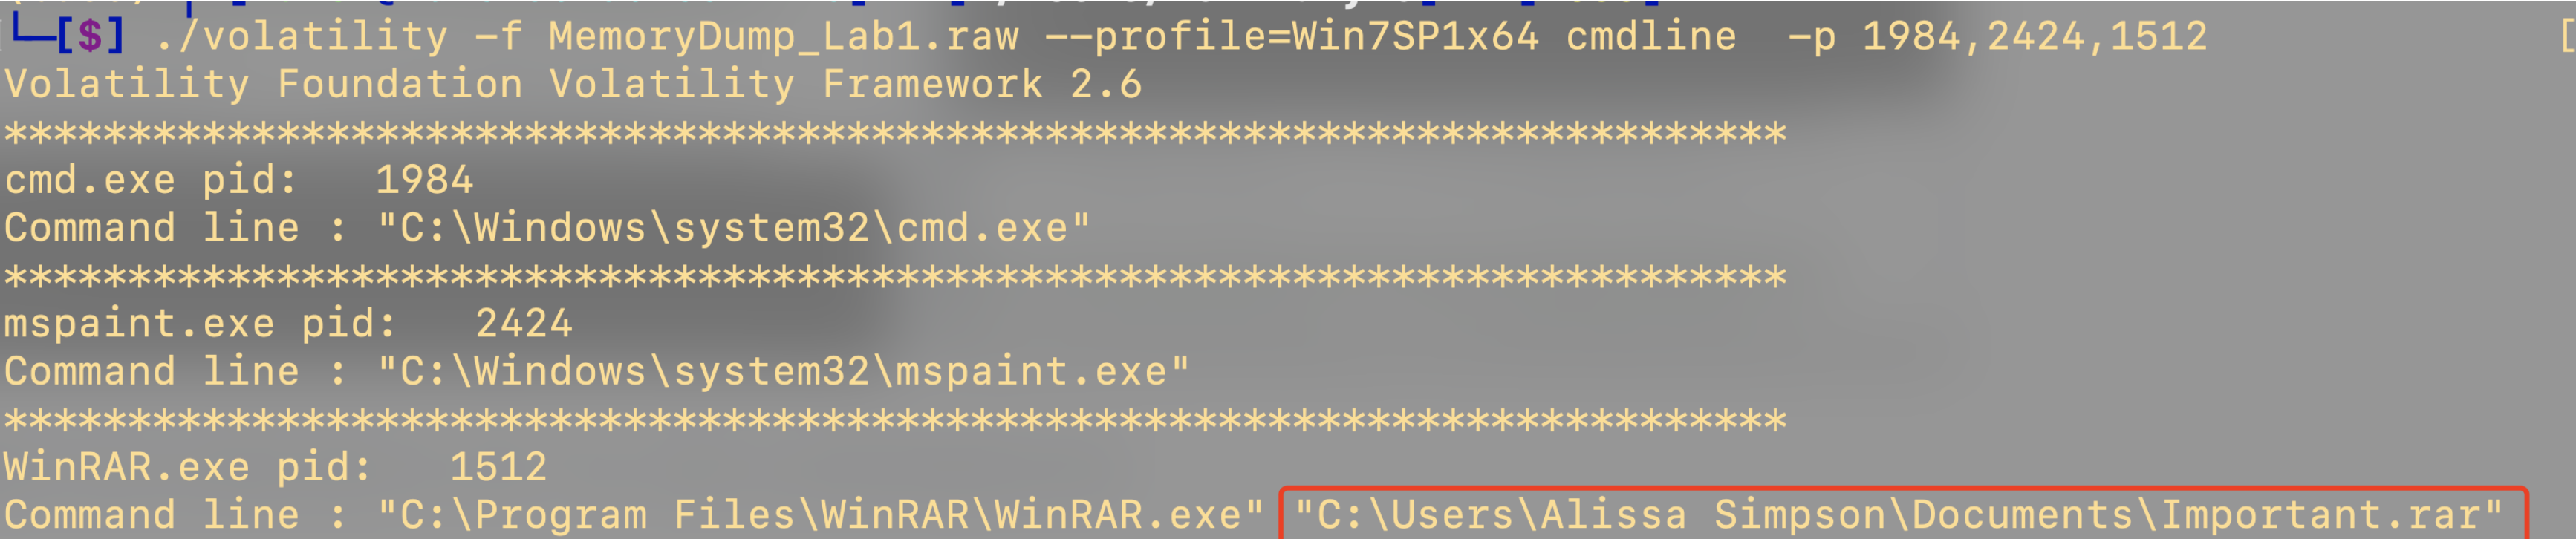 └─[$] ./volatility -f MemoryDump_Lab1.raw --profile=Win7SP1x64 cmdline  -p 1984,2424,1512 [
Volatility Foundation Volatility Framework 2.6
************************************************************************
cmd.exe pid:   1984
Command line : "C:\Windows\system32\cmd.exe"
************************************************************************
mspaint.exe pid:   2424
Command line : "C:\Windows\system32\mspaint.exe"
************************************************************************
WinRAR.exe pid:   1512
Command line : "C:\Program Files\WinRAR\WinRAR.exe" "C:\Users\Alissa Simpson\Documents\Important.rar"